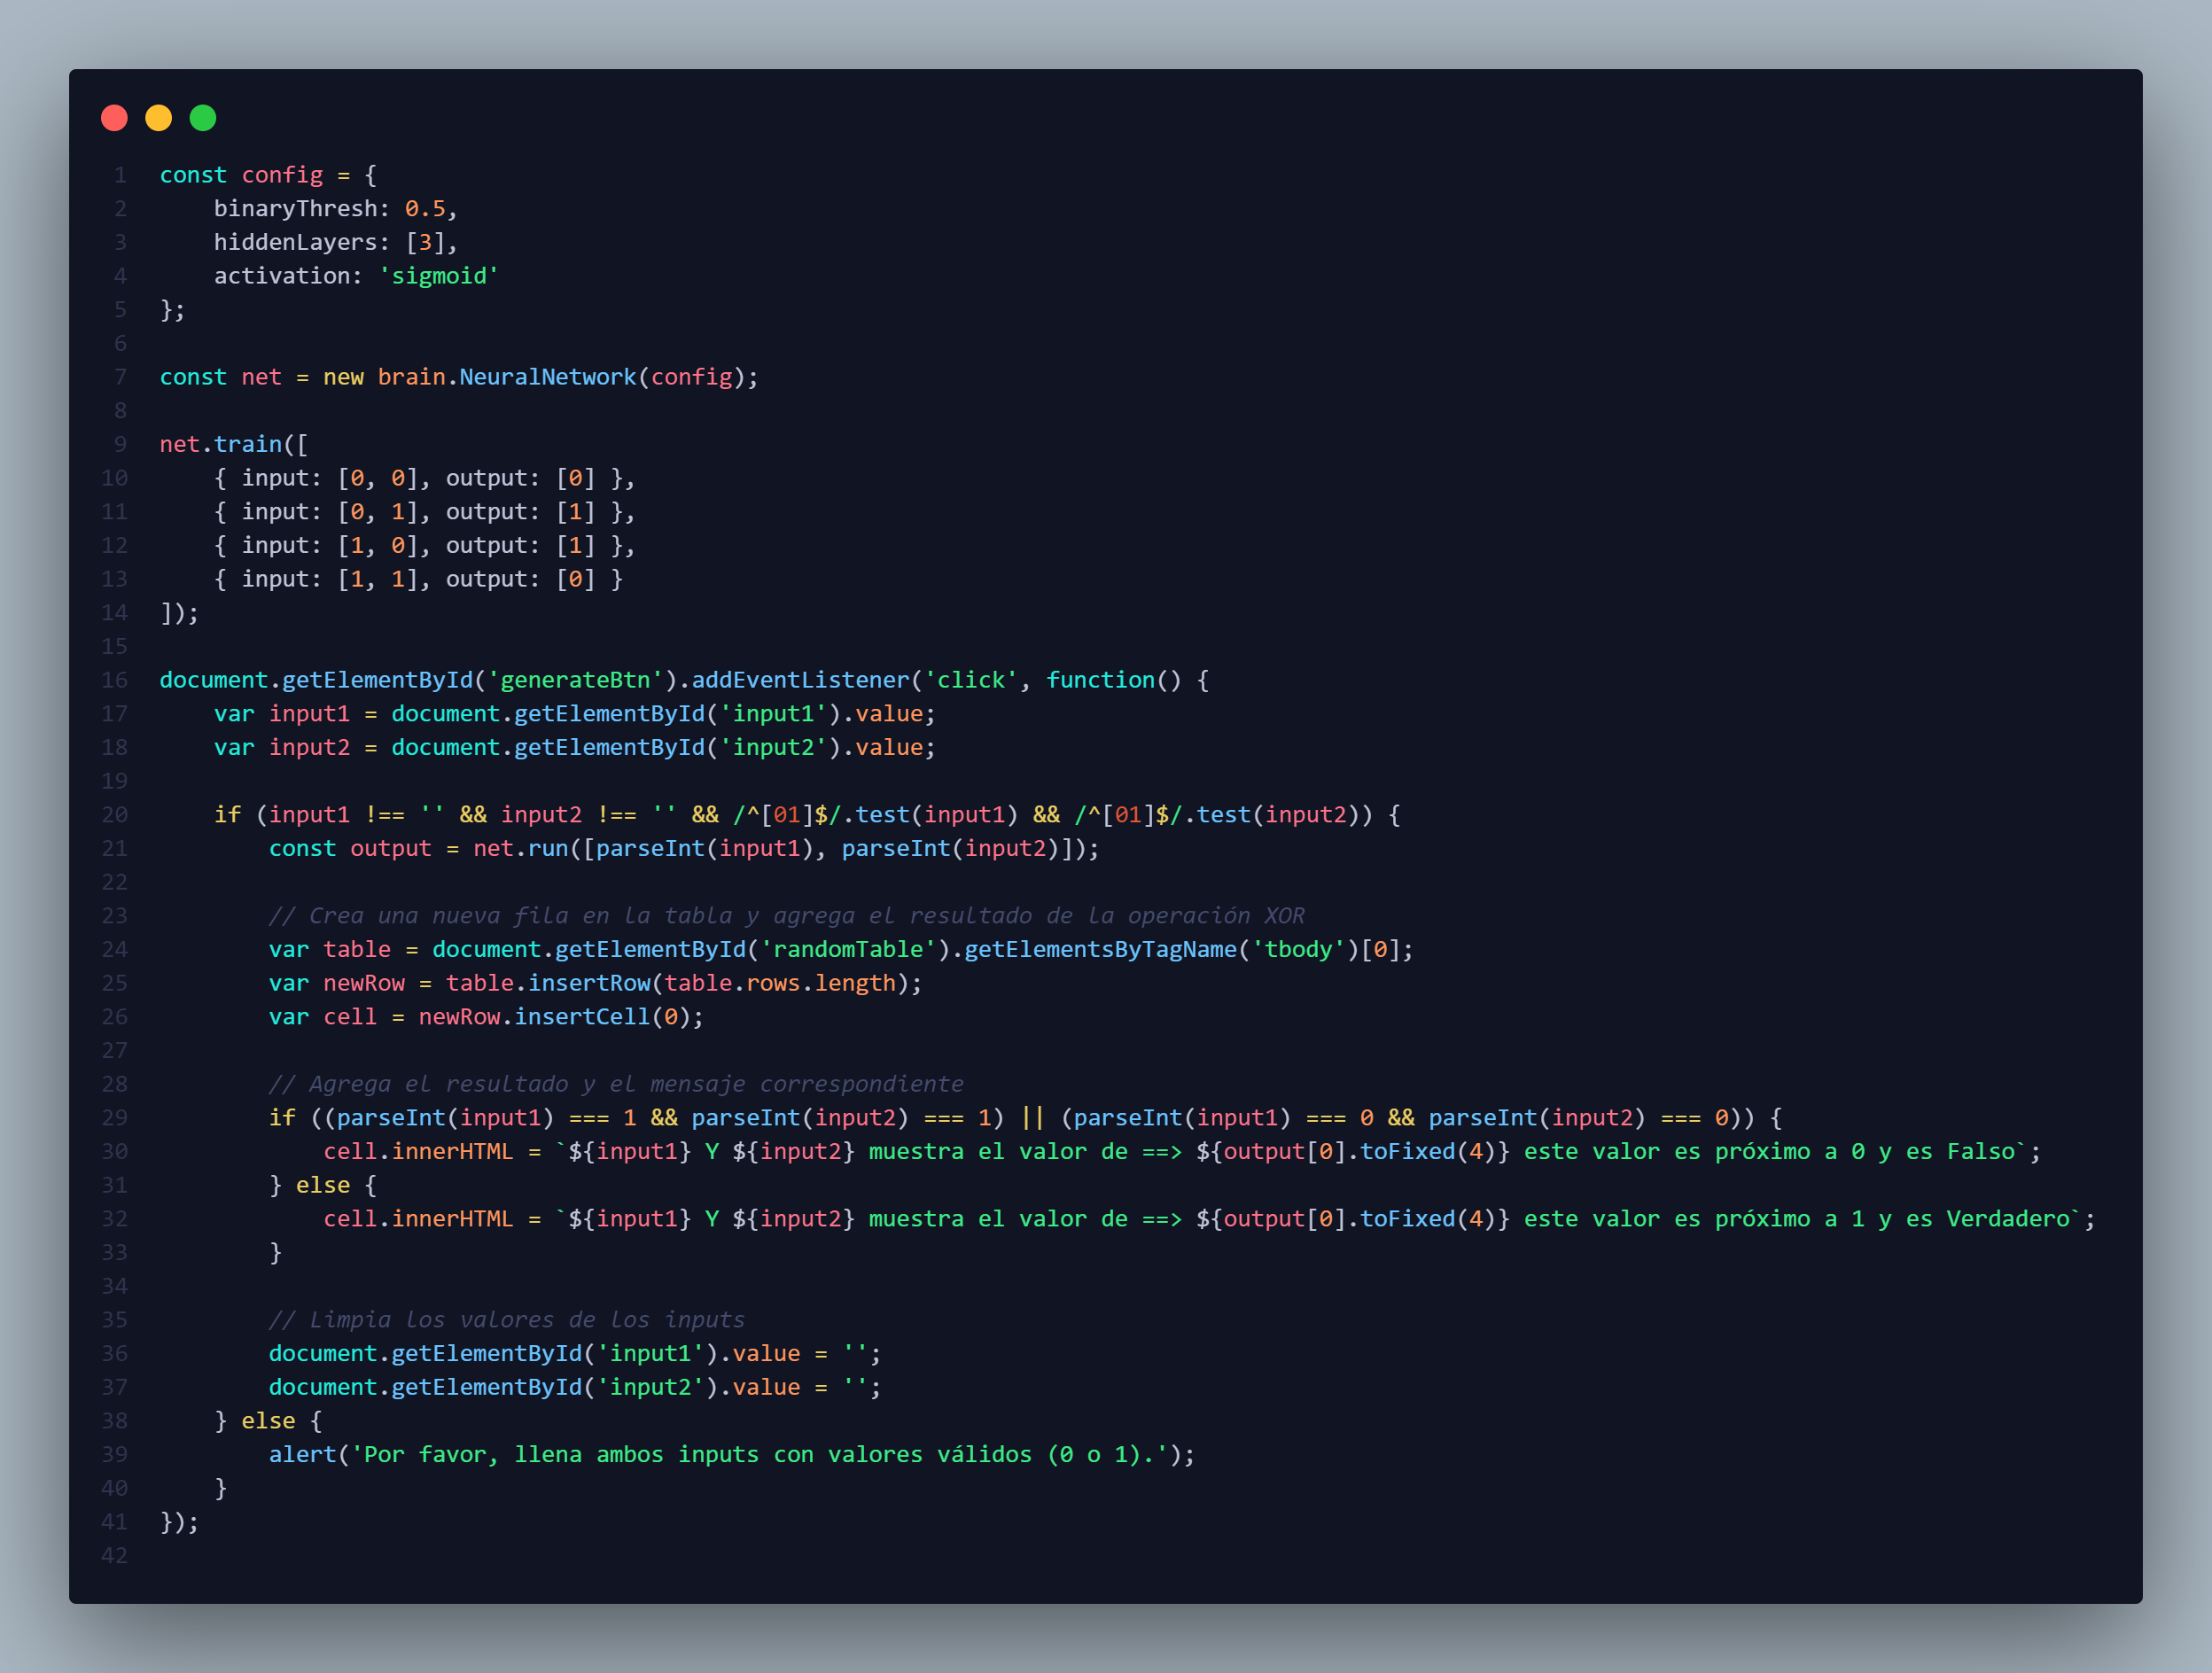 1 const config = {
2     binaryThresh: 0.5,
3     hiddenLayers: [3],
4     activation: 'sigmoid'
5 };
6
7 const net = new brain.NeuralNetwork(config);
8
9 net.train([
10     { input: [0, 0], output: [0] },
11     { input: [0, 1], output: [1] },
12     { input: [1, 0], output: [1] },
13     { input: [1, 1], output: [0] }
14 ]);
15
16 document.getElementById('generateBtn').addEventListener('click', function() {
17     var input1 = document.getElementById('input1').value;
18     var input2 = document.getElementById('input2').value;
19
20     if (input1 !== '' && input2 !== '' && /^[01]$/.test(input1) && /^[01]$/.test(input2)) {
21         const output = net.run([parseInt(input1), parseInt(input2)]);
22
23         // Crea una nueva fila en la tabla y agrega el resultado de la operación XOR
24         var table = document.getElementById('randomTable').getElementsByTagName('tbody')[0];
25         var newRow = table.insertRow(table.rows.length);
26         var cell = newRow.insertCell(0);
27
28         // Agrega el resultado y el mensaje correspondiente
29         if ((parseInt(input1) === 1 && parseInt(input2) === 1) || (parseInt(input1) === 0 && parseInt(input2) === 0)) {
30             cell.innerHTML = `${input1} Y ${input2} muestra el valor de ==> ${output[0].toFixed(4)} este valor es próximo a 0 y es Falso`;
31         } else {
32             cell.innerHTML = `${input1} Y ${input2} muestra el valor de ==> ${output[0].toFixed(4)} este valor es próximo a 1 y es Verdadero`;
33         }
34
35         // Limpia los valores de los inputs
36         document.getElementById('input1').value = '';
37         document.getElementById('input2').value = '';
38     } else {
39         alert('Por favor, llena ambos inputs con valores válidos (0 o 1).');
40     }
41 });
42